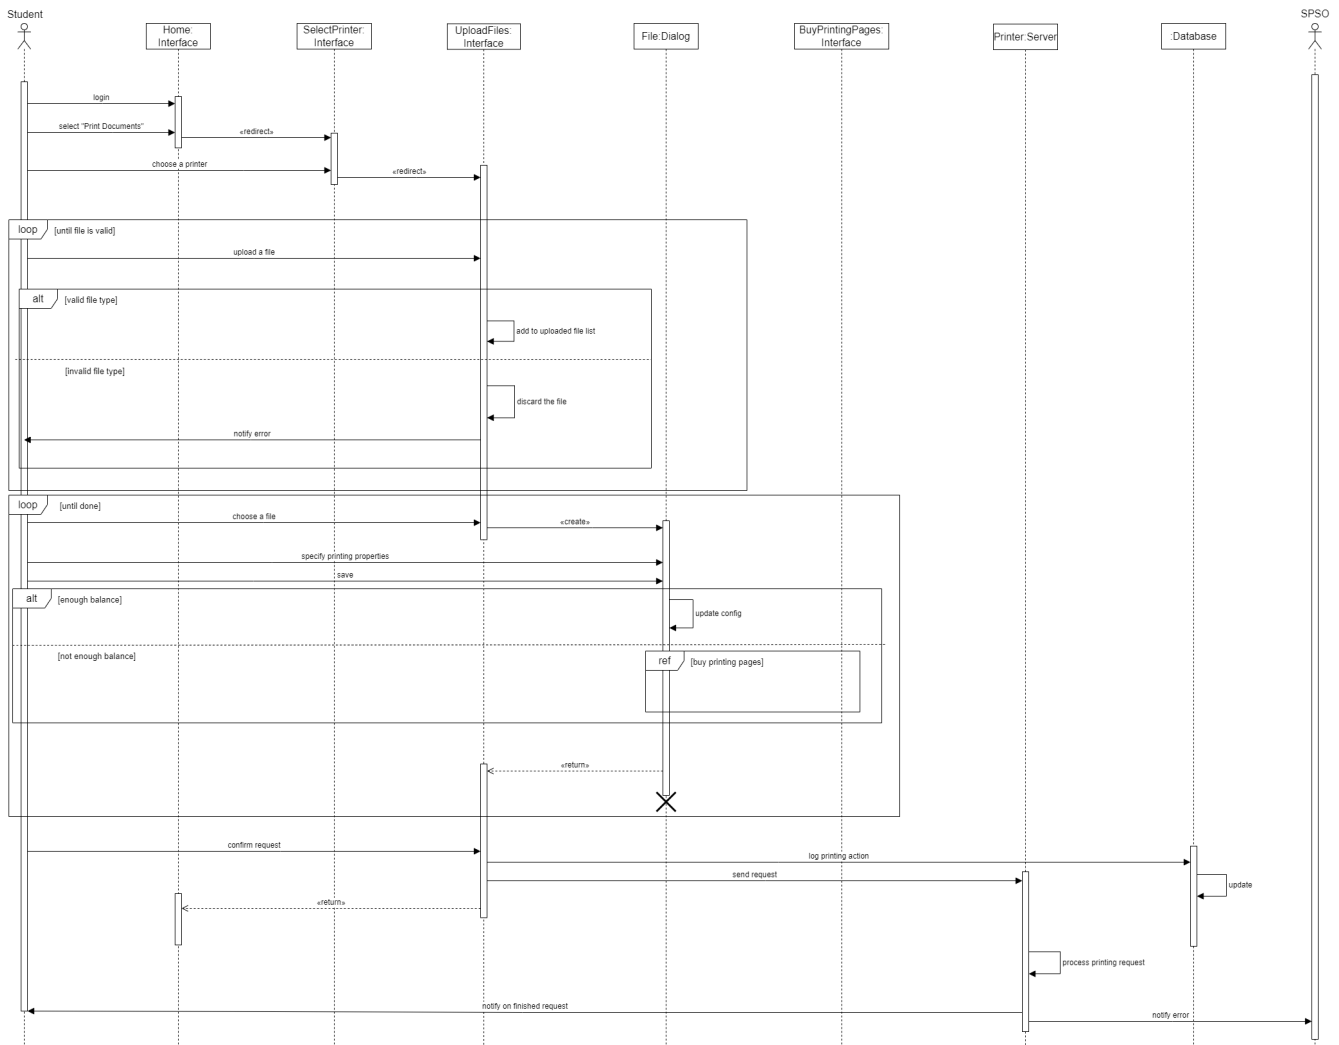 Student
SPSO
Home:
Interface
SelectPrinter:
Interface
UploadFiles:
Interface
File:Dialog
BuyPrintingPages:
Interface
Printer:Server
:Database
login
select "Print Documents"
«redirect»
choose a printer
«redirect»
loop
[until file is valid]
upload a file
alt
[valid file type]
add to uploaded file list
[invalid file type]
discard the file
notify error
loop
[until done]
choose a file
«create»
specify printing properties
save
alt
[enough balance]
update config
[not enough balance]
ref
[buy printing pages]
«return»
confirm request
log printing action
send request
update
«return»
process printing request
notify on finished request
notify error